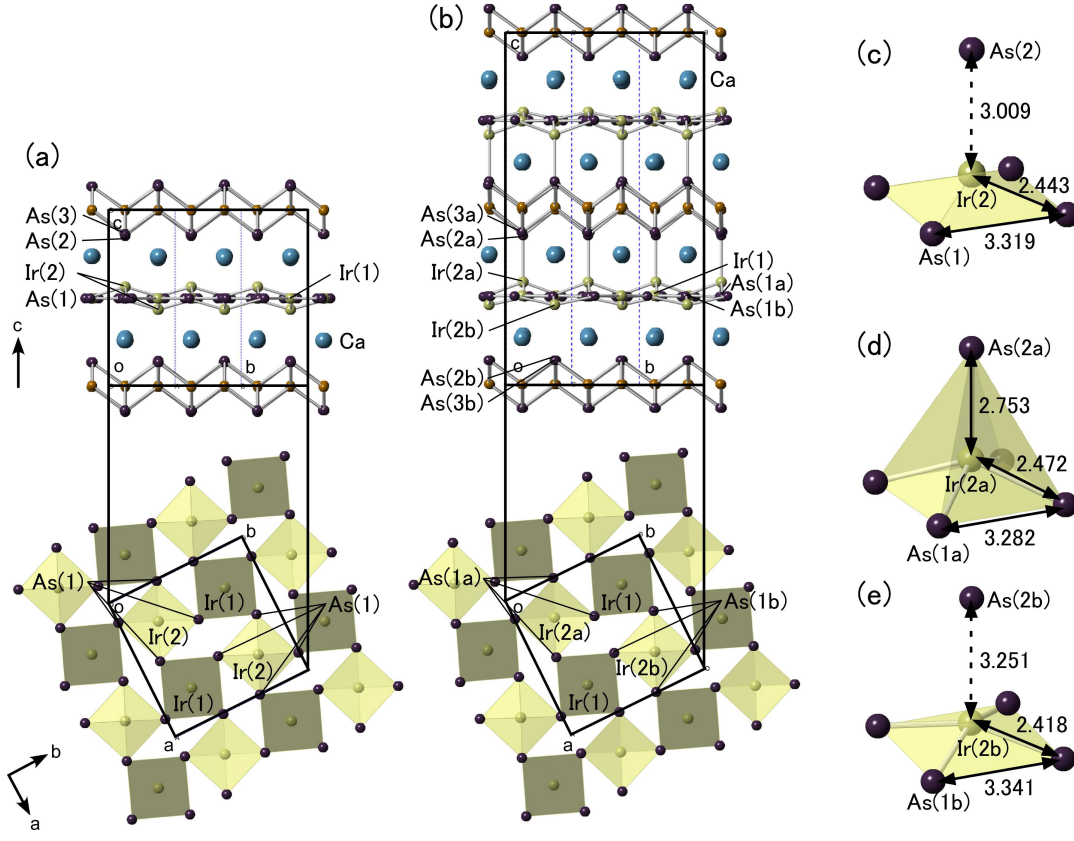 (a)
c
As(3)
As(2)
Ir(2)
As(1)
Ir(1)
Ca
c
o
b
As(1)
o
b
Ir(1)
As(1)
Ir(2)
Ir(2)
Ir(1)
a
b
a
(b)
c
Ca
As(3a)
As(2a)
Ir(2a)
Ir(1)
As(1a)
As(1b)
Ir(2b)
As(2b)
As(3b)
o
b
b
As(1a)
o
Ir(1)
As(1b)
Ir(2a)
Ir(2b)
Ir(1)
a
(c)
As(2)
3.009
2.443
Ir(2)
As(1)
3.319
(d)
As(2a)
2.753
2.472
Ir(2a)
As(1a)
3.282
(e)
As(2b)
3.251
2.418
Ir(2b)
As(1b)
3.341